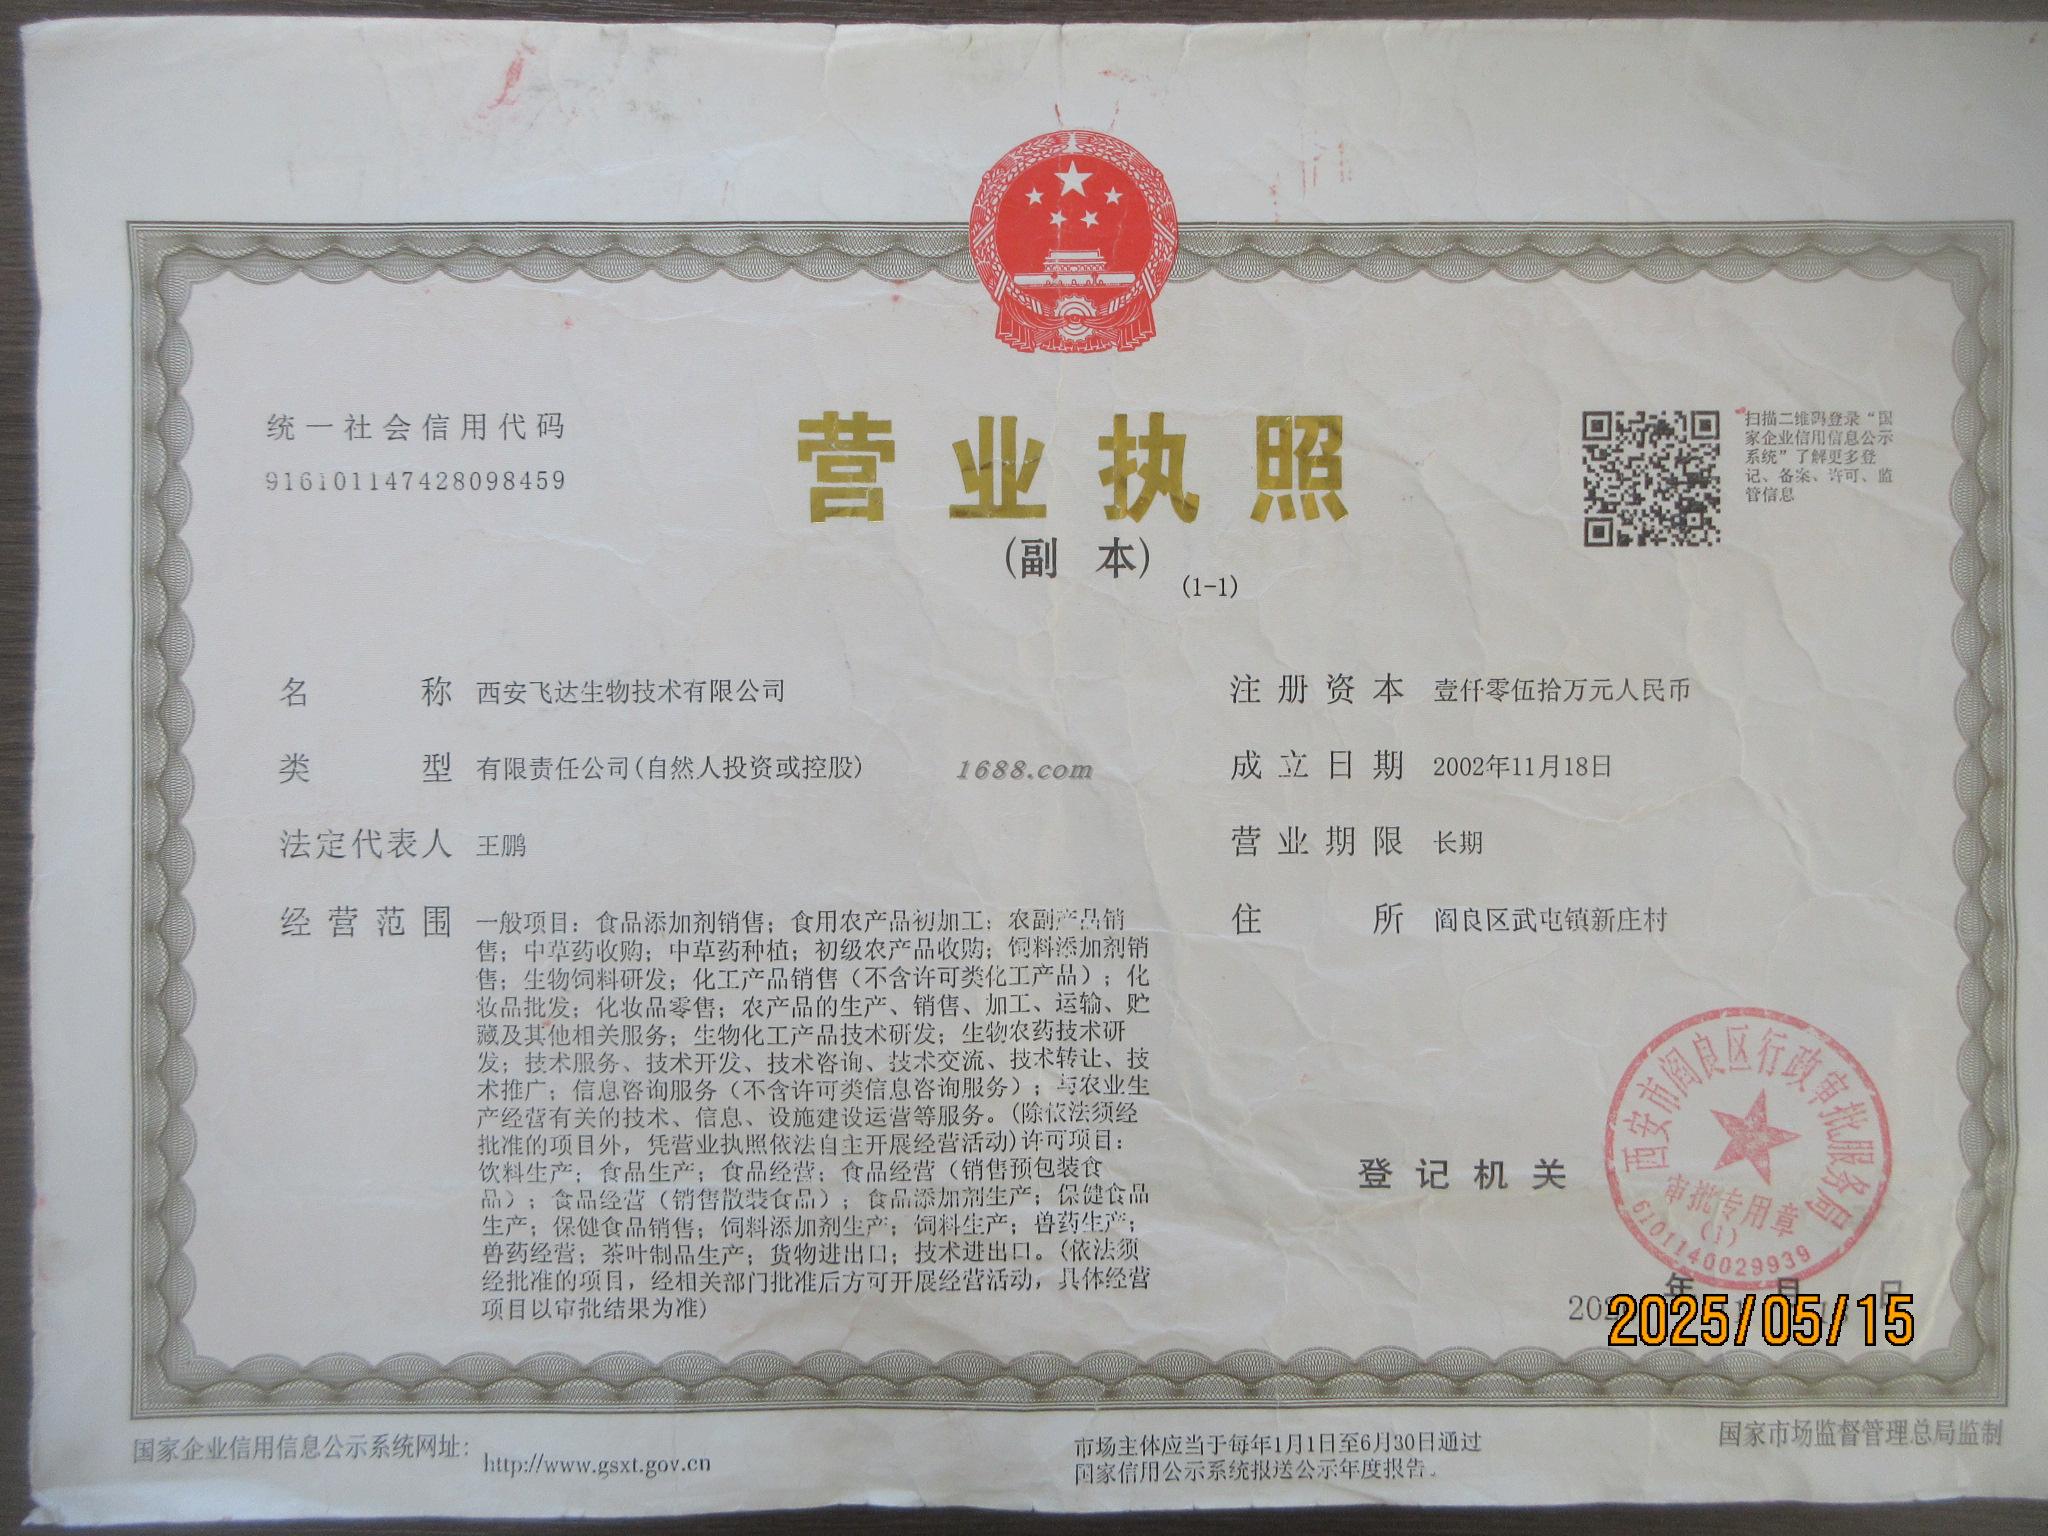 统一社会信用代码
916101147428098459
营业执照
(副 本)
(1-1)
扫描二维码登录“国
家企业信用信息公示
系统”了解更多登
记、备案、许可、监
管信息
名 称 西安飞达生物技术有限公司
类 型 有限责任公司(自然人投资或控股)
1688.com
法定代表人 王鹏
经营范围 一般项目：食品添加剂销售；食用农产品初加工；农副产品销
售；中草药收购；中草药种植；初级农产品收购；饲料添加剂销
售；生物饲料研发；化工产品销售（不含许可类化工产品）；化
妆品批发；化妆品零售；农产品的生产、销售、加工、运输、贮
藏及其他相关服务；生物化工产品技术研发；生物农药技术研
发；技术服务、技术开发、技术咨询、技术交流、技术转让、技
术推广；信息咨询服务（不含许可类信息咨询服务）；与农业生
产经营有关的技术、信息、设施建设运营等服务。(除依法须经
批准的项目外，凭营业执照依法自主开展经营活动)许可项目：
饮料生产；食品生产；食品经营；食品经营（销售预包装食
品）；食品经营（销售散装食品）；食品添加剂生产；保健食品
生产；保健食品销售；饲料添加剂生产；饲料生产；兽药生产；
兽药经营；茶叶制品生产；货物进出口；技术进出口。(依法须
经批准的项目，经相关部门批准后方可开展经营活动，具体经营
项目以审批结果为准)
注册资本 壹仟零伍拾万元人民币
成立日期 2002年11月18日
营业期限 长期
住 所 阎良区武屯镇新庄村
登记机关
西安市阎良区行政审批服务局
审批专用章
(1)
6101140029939
年 月 日
2025/05/15
国家企业信用信息公示系统网址：
http://www.gsxt.gov.cn
市场主体应当于每年1月1日至6月30日通过
国家信用公示系统报送公示年度报告。
国家市场监督管理总局监制